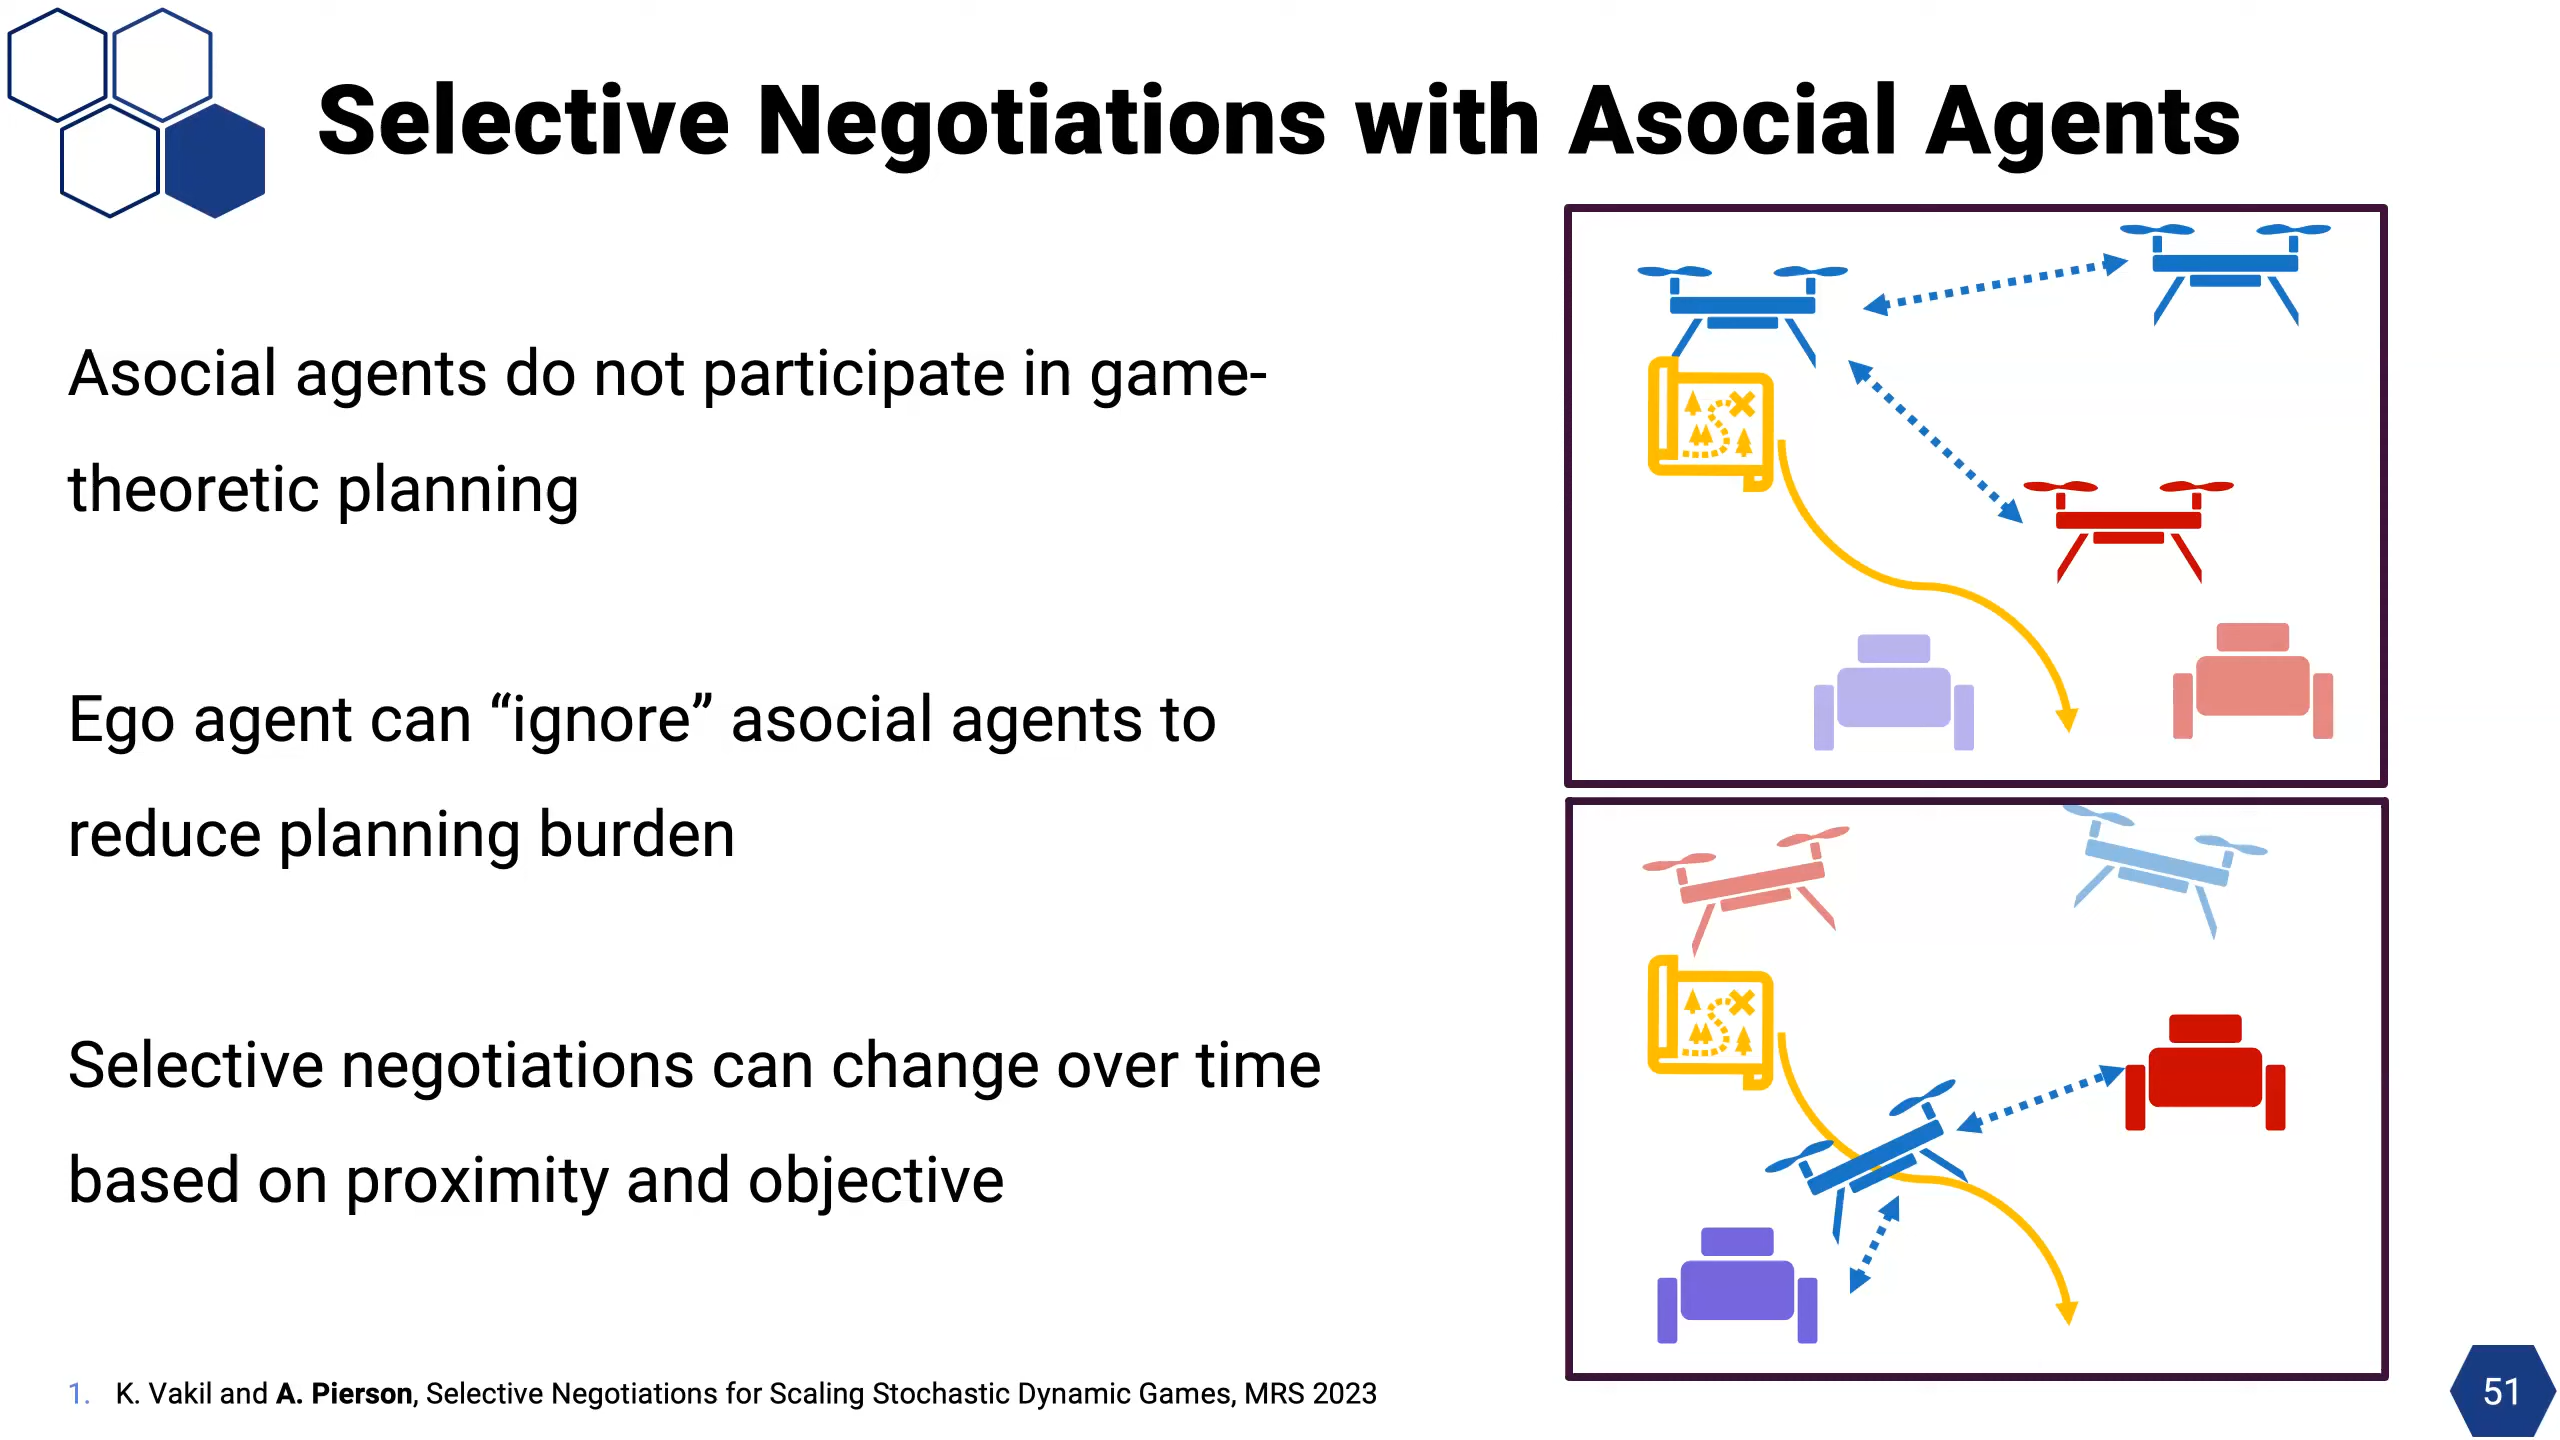 Selective Negotiations with Asocial Agents
Asocial agents do not participate in game-
theoretic planning
Ego agent can “ignore” asocial agents to
reduce planning burden
Selective negotiations can change over time
based on proximity and objective
1. K. Vakil and A. Pierson, Selective Negotiations for Scaling Stochastic Dynamic Games, MRS 2023
51